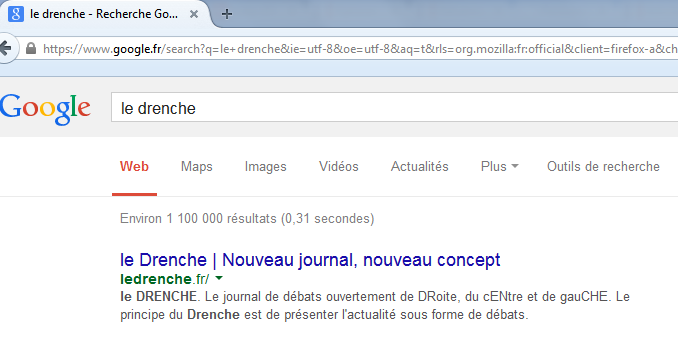 le drenche - Recherche Go...
https://www.google.fr/search?q=le+drenche&ie=utf-8&oe=utf-8&aq=t&rls=org.mozilla:fr:official&client=firefox-a&ch
Google le drenche
Web Maps Images Vidéos Actualités Plus Outils de recherche
Environ 1 100 000 résultats (0,31 secondes)
le Drenche | Nouveau journal, nouveau concept
ledrenche.fr/
le DRENCHE. Le journal de débats ouvertement de DRoite, du cENtre et de gauCHE. Le
principe du Drenche est de présenter l'actualité sous forme de débats.